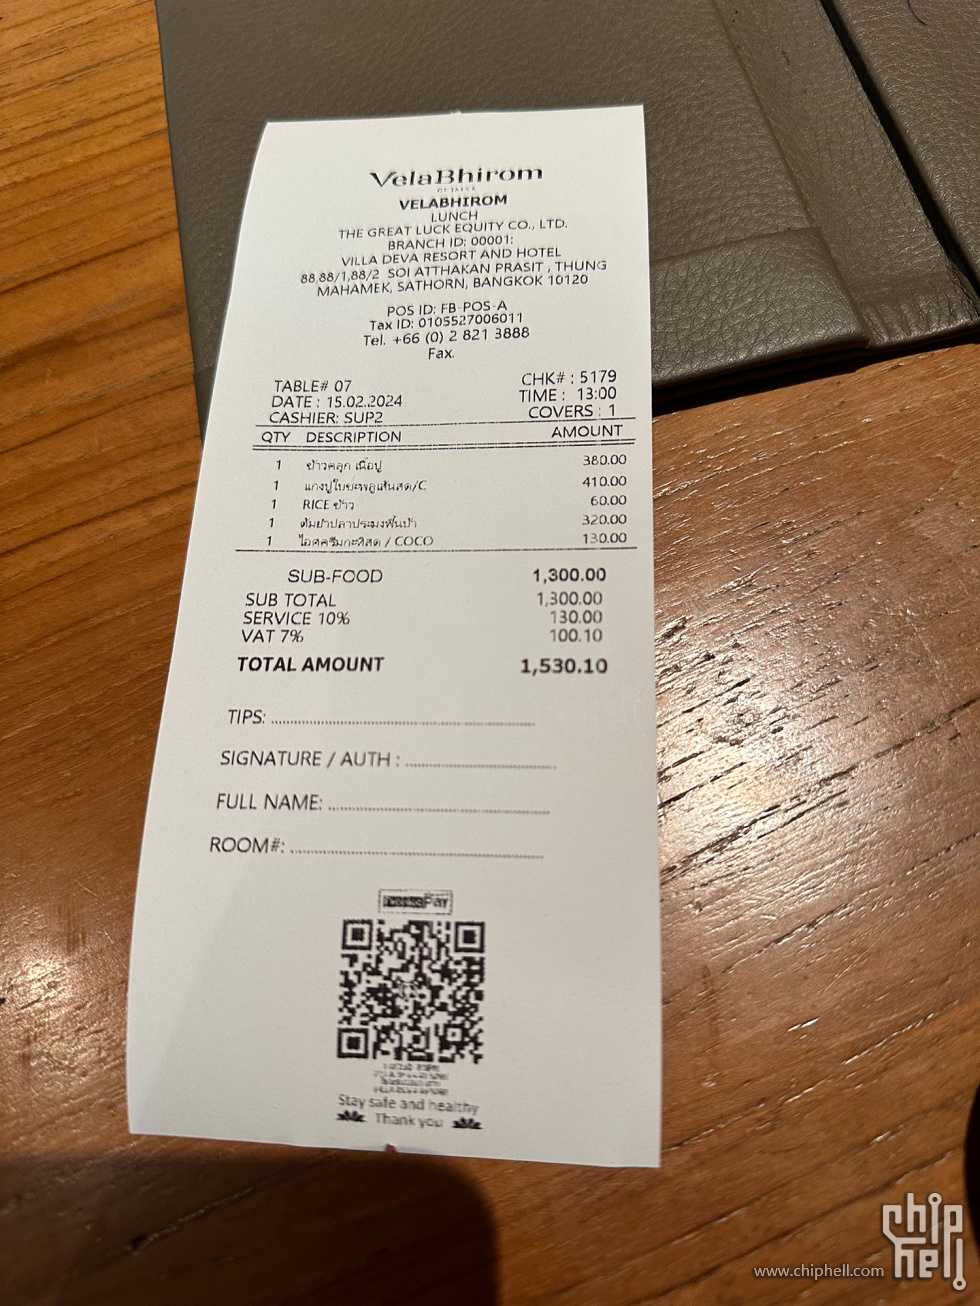 VelaBhirom
CUISINE
VELABHIROM
LUNCH
THE GREAT LUCK EQUITY CO., LTD.
BRANCH ID: 00001:
VILLA DEVA RESORT AND HOTEL
88,88/1,88/2 SOI ATTHAKAN PRASIT , THUNG
MAHAMEK, SATHORN, BANGKOK 10120
POS ID: FB-POS-A
Tax ID: 0105527006011
Tel. +66 (0) 2 821 3888
Fax.
TABLE# 07 CHK# : 5179
DATE : 15.02.2024 TIME : 13:00
CASHIER: SUP2 COVERS : 1
QTY DESCRIPTION AMOUNT
1 ข้าวคลุก เนื้อปู 380.00
1 แกงปูใบชะพลูเส้นสด/C 410.00
1 RICE ข้าว 60.00
1 ต้มยำปลาประมงพื้นบ้า 320.00
1 ไอศครีมกะทิสด / COCO 130.00
SUB-FOOD 1,300.00
SUB TOTAL 1,300.00
SERVICE 10% 130.00
VAT 7% 100.10
TOTAL AMOUNT 1,530.10
TIPS:
SIGNATURE / AUTH :
FULL NAME:
ROOM#:
Pay
Stay safe and healthy
Thank you
chip hell
www.chiphell.com